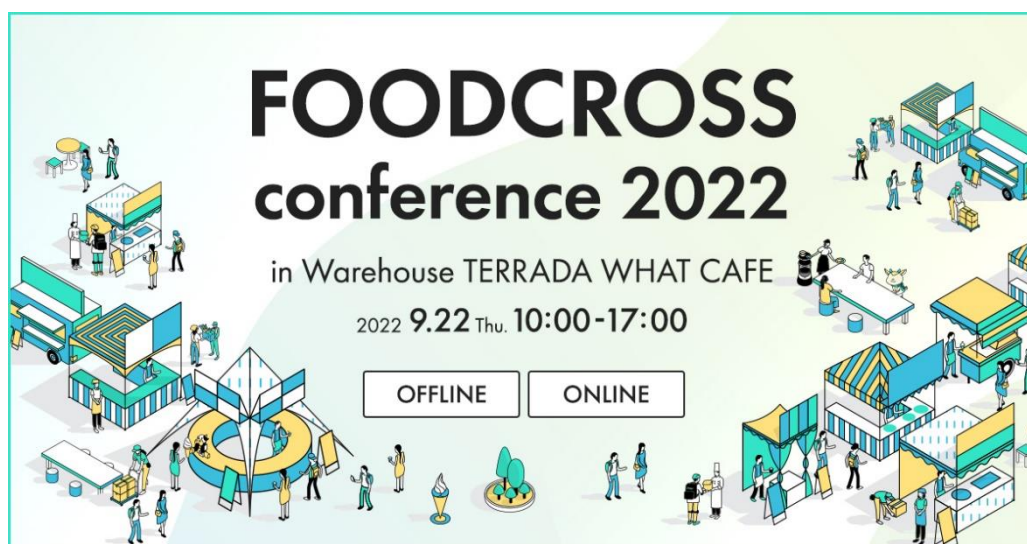 FOODCROSS
conference 2022
in Warehouse TERRADA WHAT CAFE
2022 9.22 Thu. 10:00-17:00
OFFLINE ONLINE